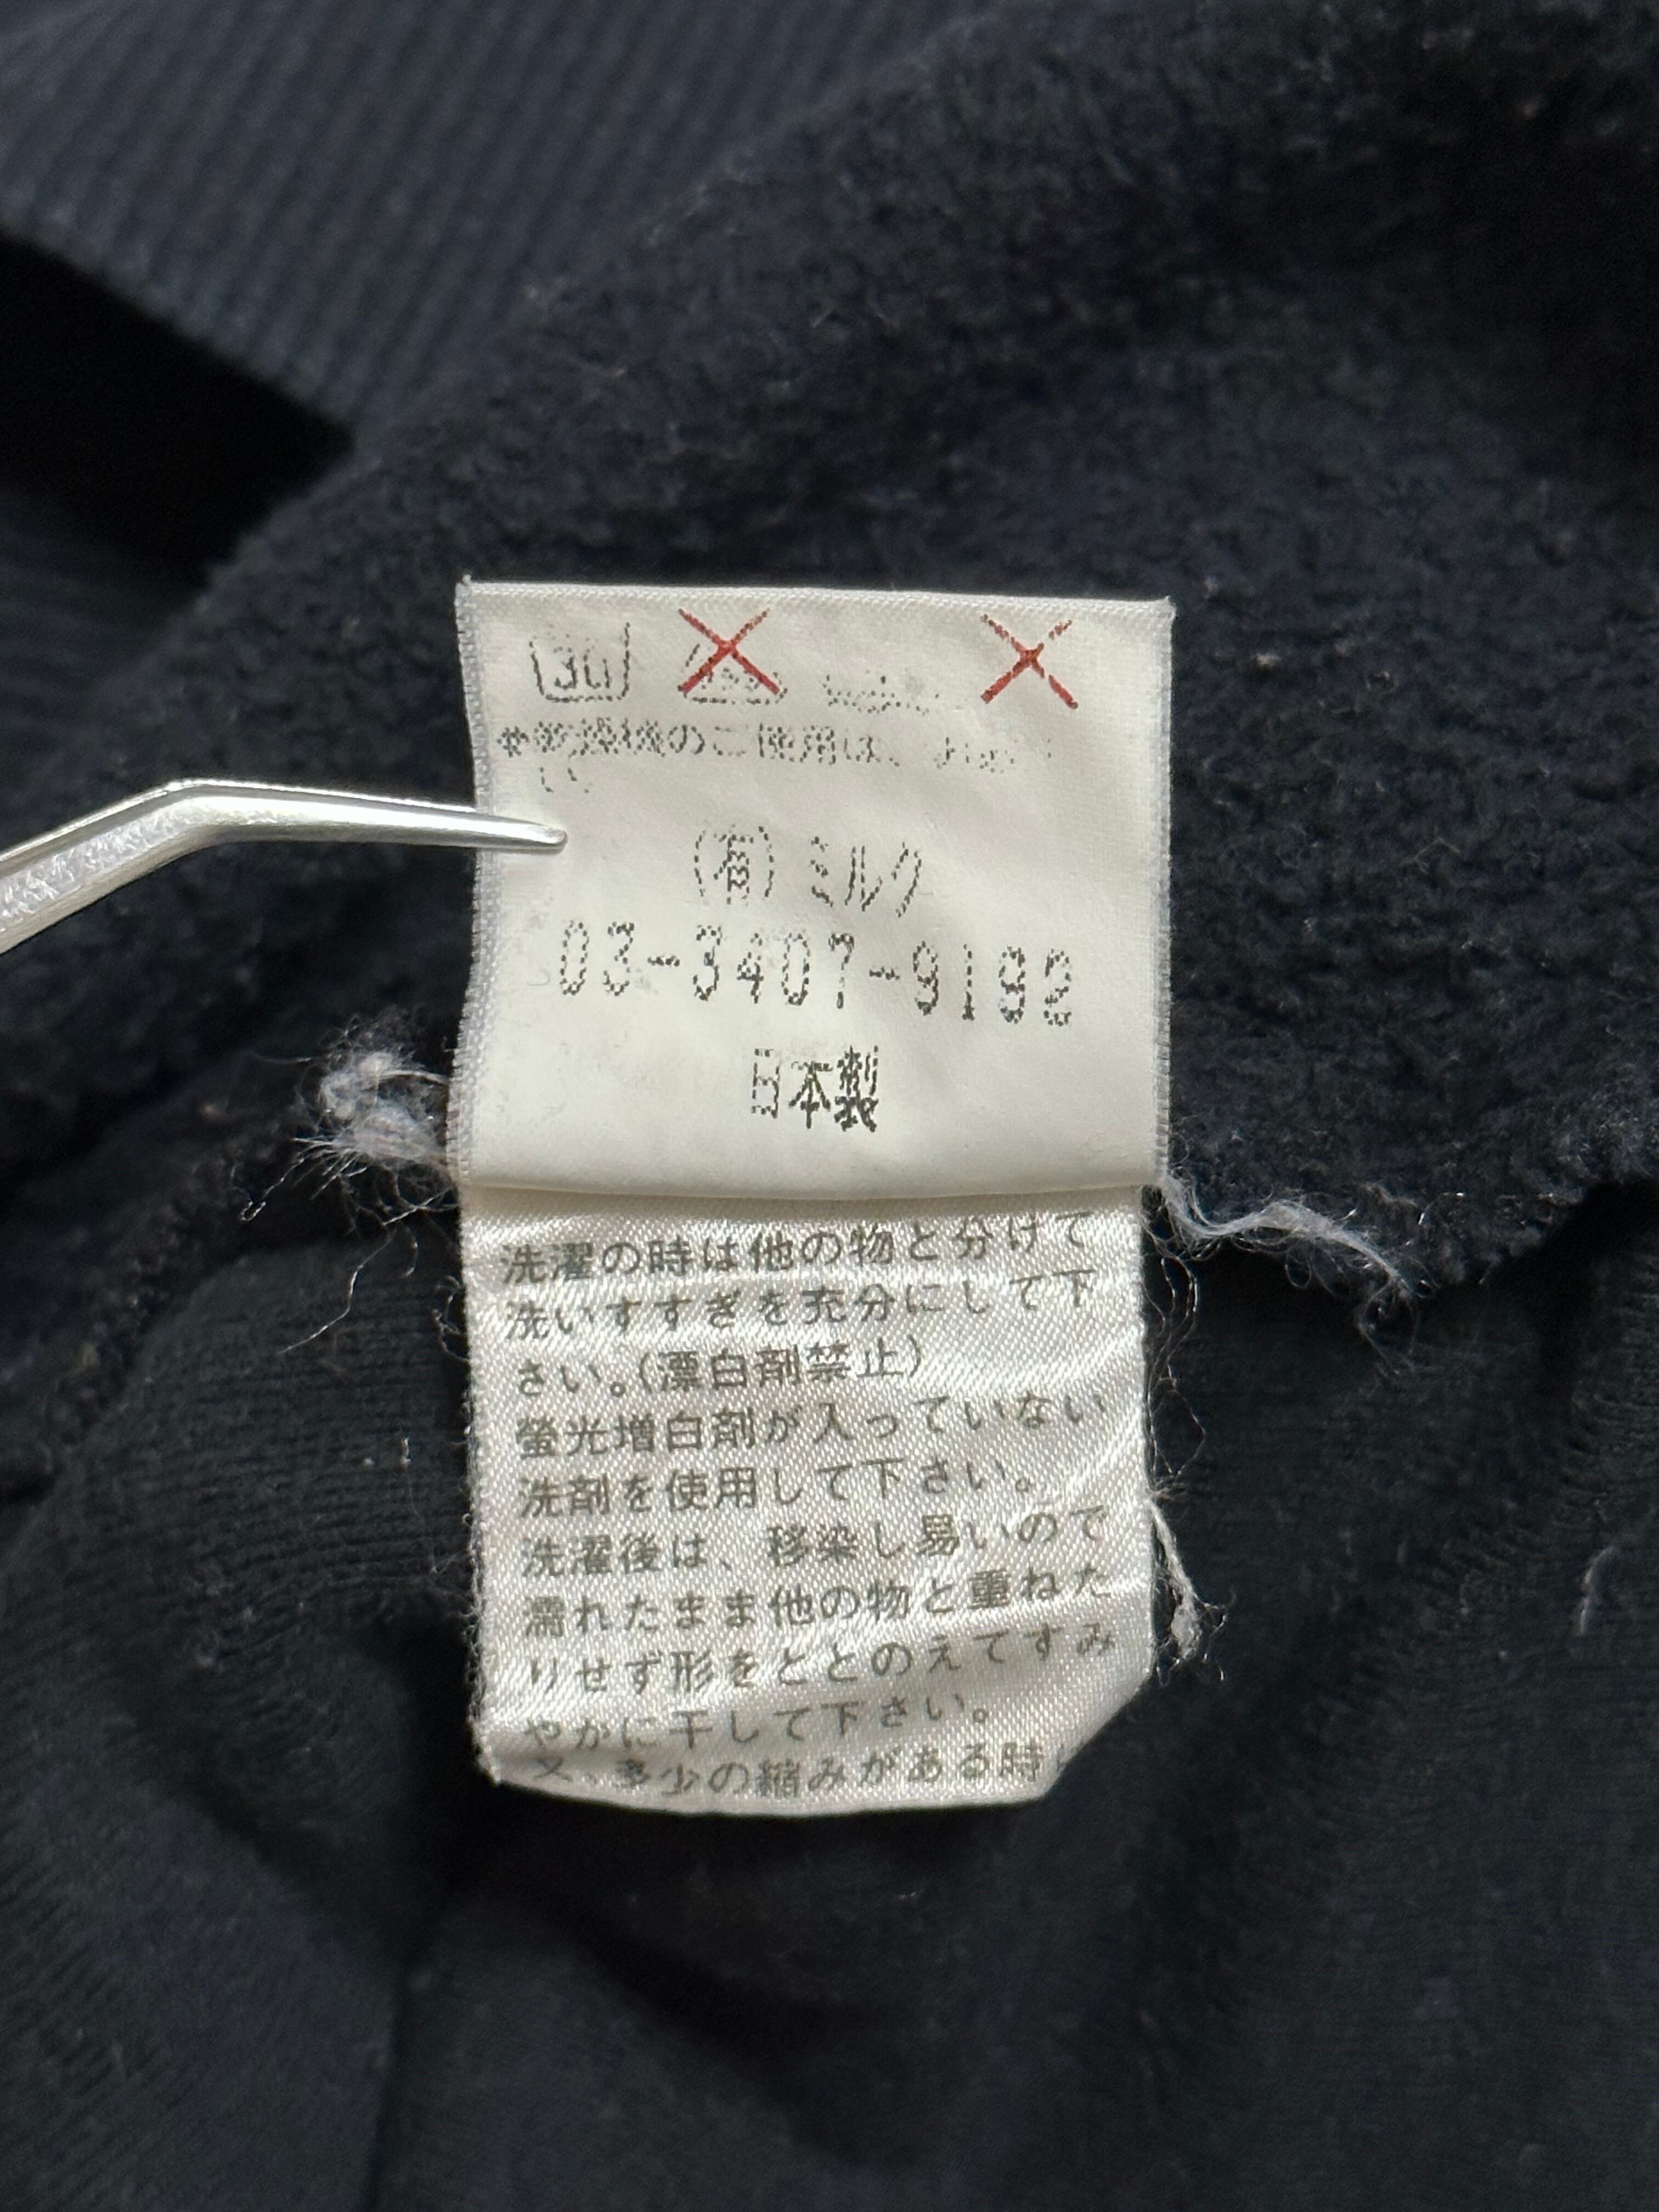 30
のご使用は、
(有)ミルク
03-3407-9192
日本製
洗濯の時は他の物と分けて
洗いすすぎを充分にして下
さい。(漂白剤禁止)
螢光増白剤が入っていない
洗剤を使用して下さい。
洗濯後は、移染し易いので
濡れたまま他の物と重ねた
りせず形をととのえてすみ
やかに干して下さい。
又、多少の縮みがある時